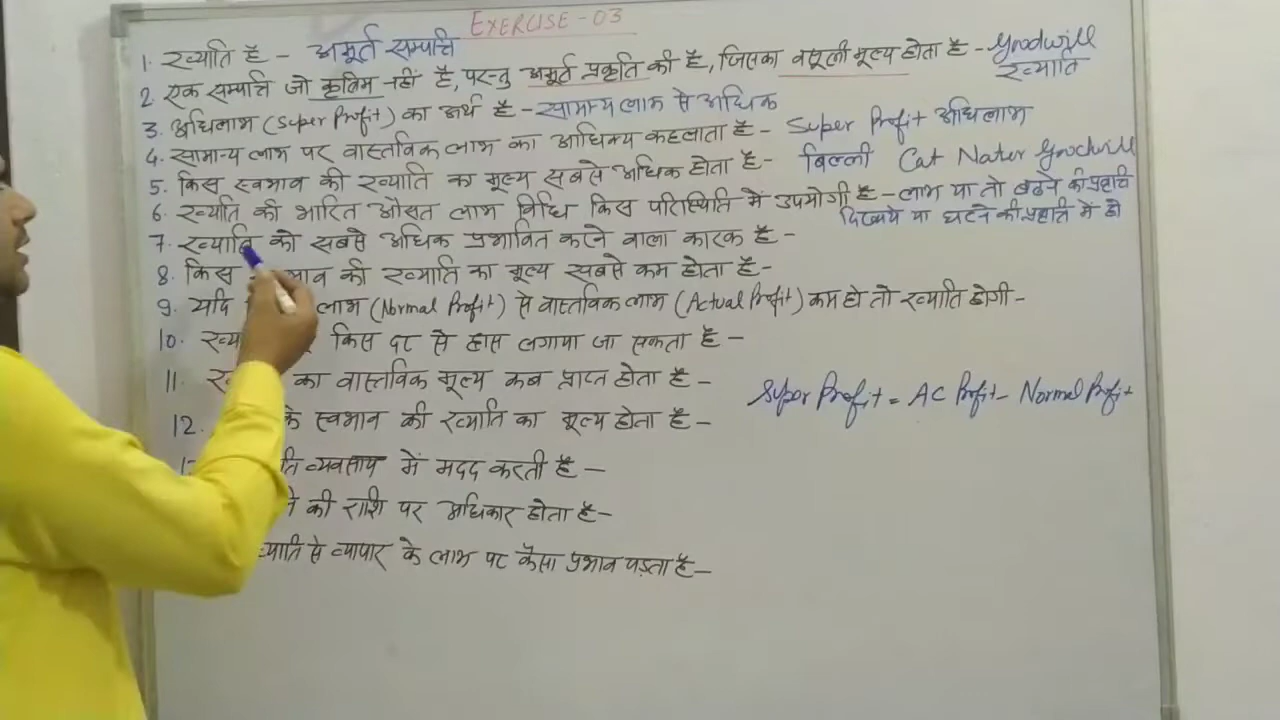 EXERCISE-03
1. ख्याति है - अमूर्त सम्पत्ति
2. एक सम्पत्ति जो कृत्रिम नहीं है, परन्तु अमूर्त प्रकृति की है, जिसका वसूली मूल्य होता है - Goodwill
ख्याति
3. अधिलाभ (Super Profit) का अर्थ है - सामान्य लाभ से अधिक
4. सामान्य लाभ पर वास्तविक लाभ का आधिक्य कहलाता है - Super Profit अधिलाभ
5. किस स्वभाव की ख्याति का मूल्य सबसे अधिक होता है - बिल्ली Cat Nater Goodwill
6. ख्याति की भारित औसत लाभ विधि किस परिस्थिति में उपयोगी है - लाभ या तो बढ़ने की प्रवृत्ति
या घटने की प्रवृत्ति में हो
7. ख्याति को सबसे अधिक प्रभावित करने वाला कारक है -
8. किस भाव की ख्याति का मूल्य सबसे कम होता है -
9. यदि लाभ (Normal Profit) से वास्तविक लाभ (Actual Profit) कम हो तो ख्याति होगी -
10. किस दर से ह्रास लगाया जा सकता है -
11. का वास्तविक मूल्य कब प्राप्त होता है -
Super Profit = AC Profit - Normal Profit
12. के स्वभाव की ख्याति का मूल्य होता है -
ति व्यवसाय में मदद करती है -
की राशि पर अधिकार होता है -
ख्याति से व्यापार के लाभ पर कैसा प्रभाव पड़ता है -